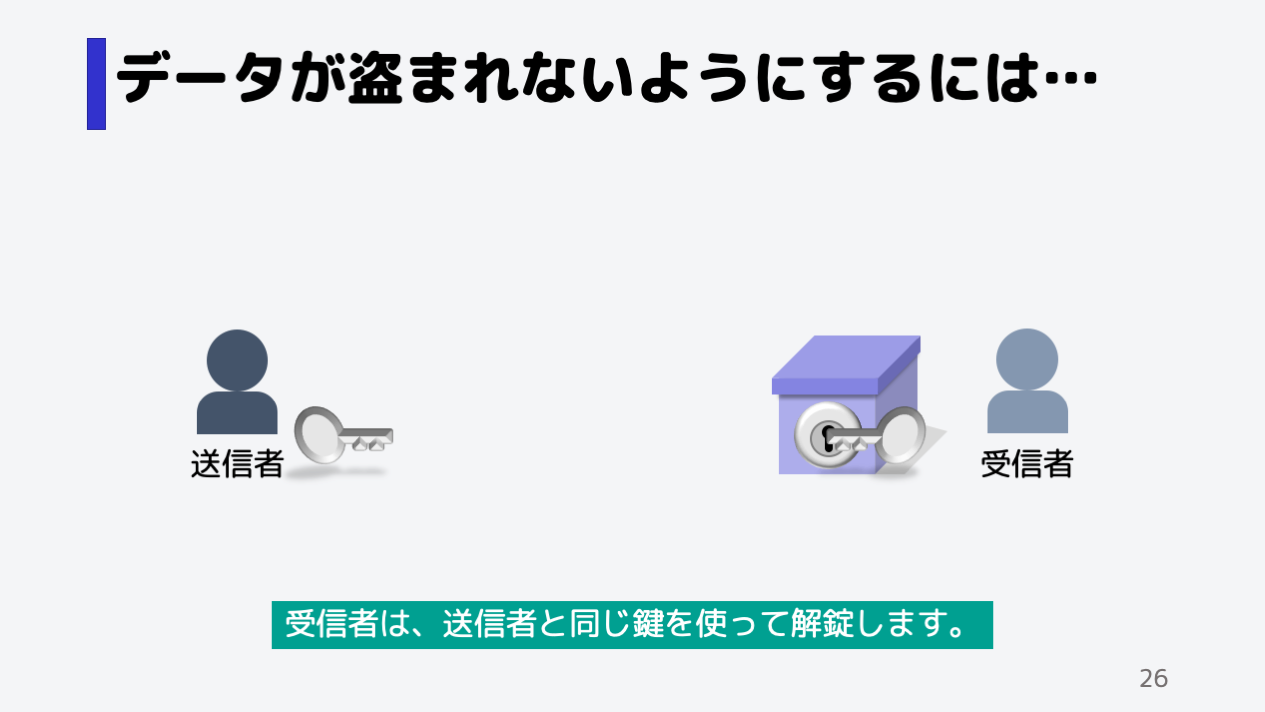 データが盗まれないようにするには…
送信者
受信者
受信者は、送信者と同じ鍵を使って解錠します。
26